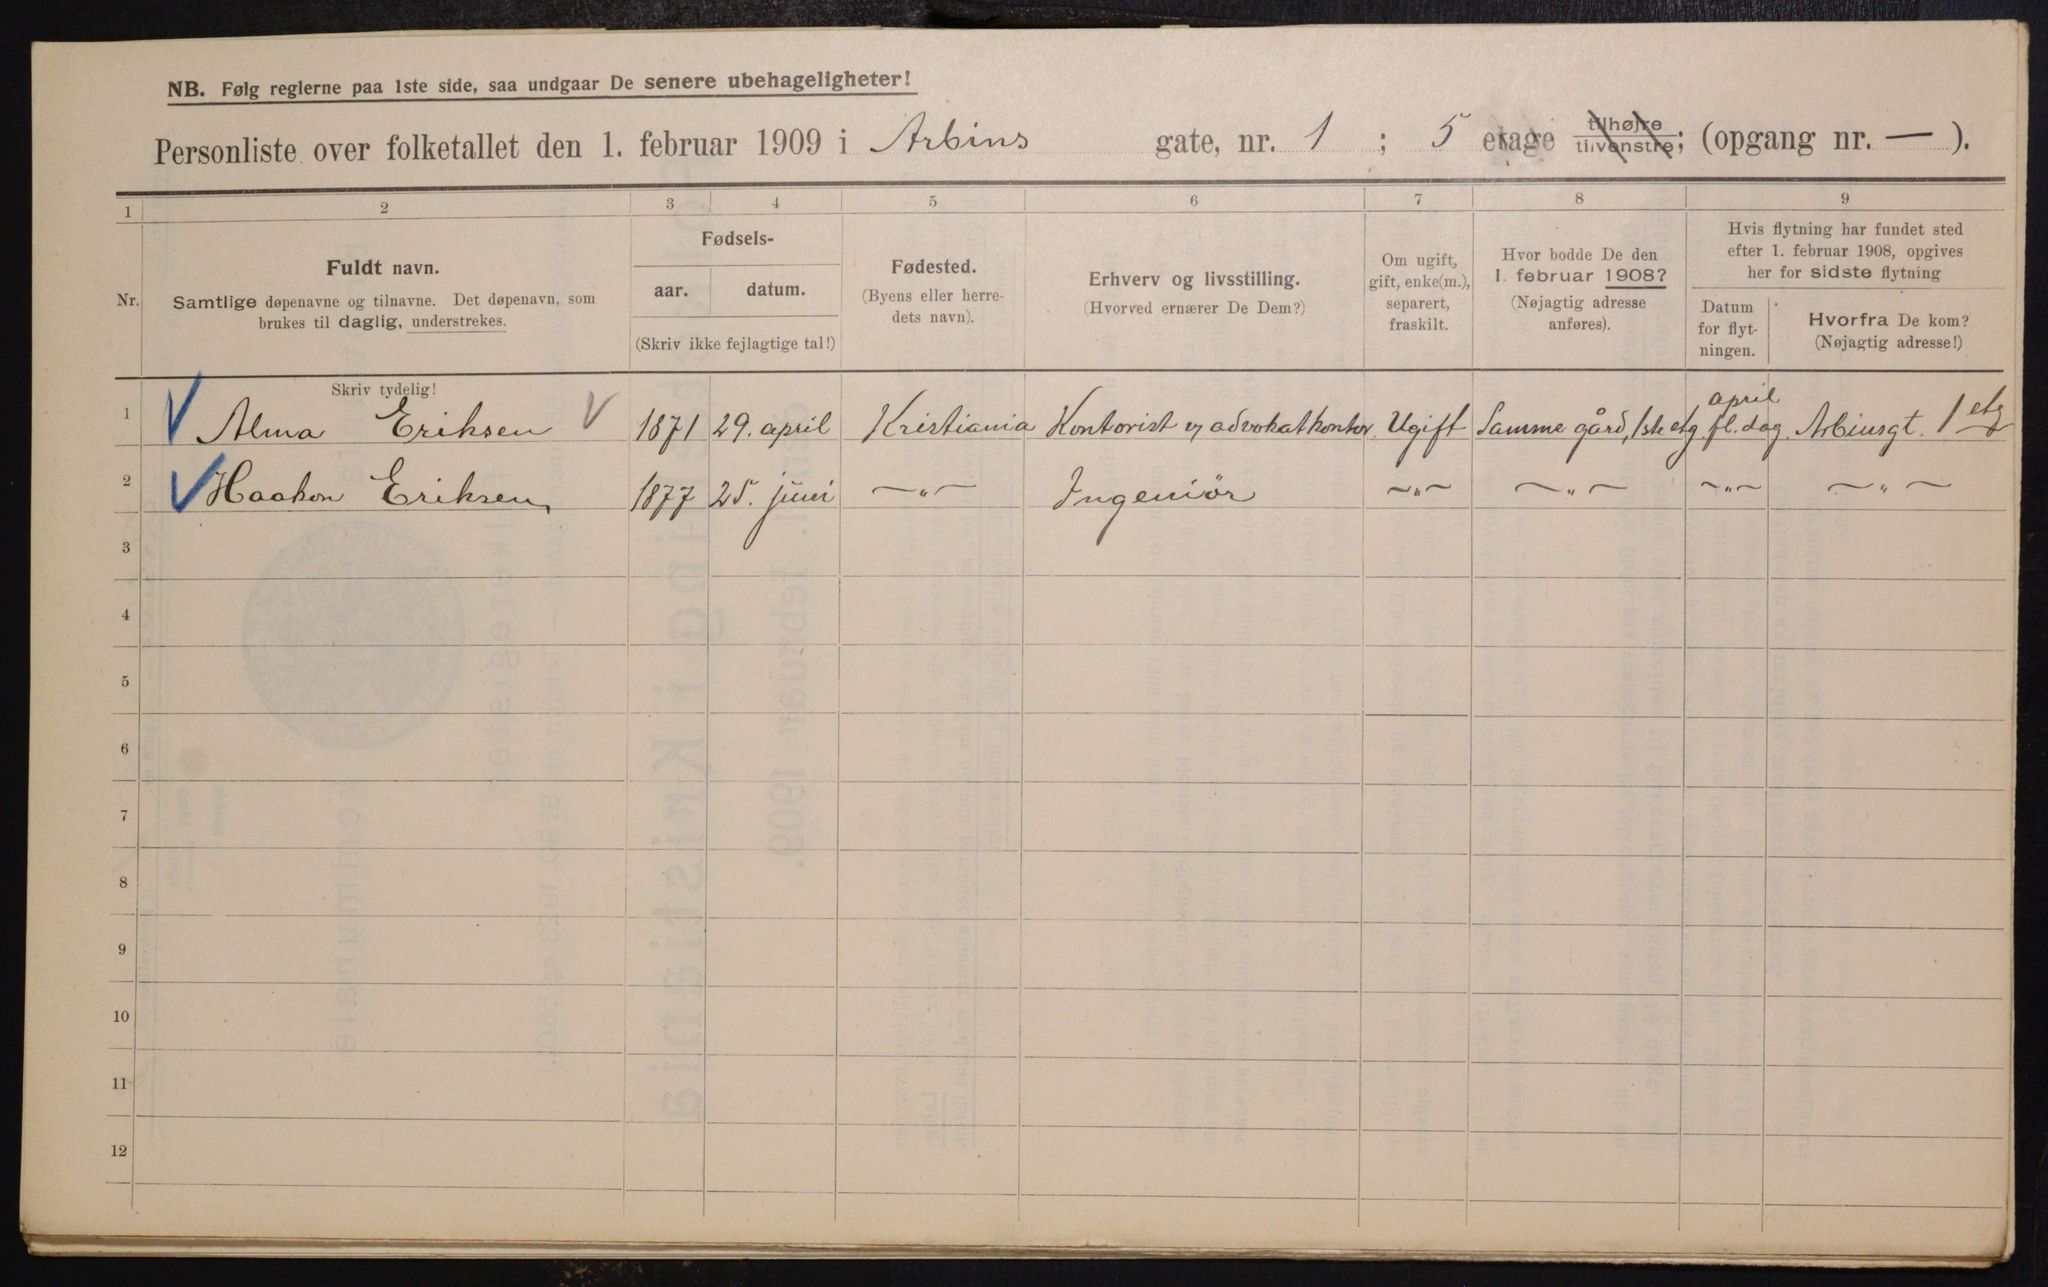 NB. Følg reglerne paa 1ste side, saa undgaar De senere ubehageligheter!
Personliste over folketallet den 1. februar 1909 i Arbins gate, nr. 1 ; 5 etage tilhøjre tilvenstre; (opgang nr. — ).
1 2 3 4 5 6 7 8 9
Nr.
Fuldt navn.
Samtlige døpenavne og tilnavne. Det døpenavn, som
brukes til daglig, understrekes.
Fødsels-
aar. datum.
(Skriv ikke fejlagtige tal!)
Fødested.
(Byens eller herre-
dets navn).
Erhverv og livsstilling.
(Hvorved ernærer De Dem?)
Om ugift,
gift, enke(m.),
separert,
fraskilt.
Hvor bodde De den
1. februar 1908?
(Nøjagtig adresse
anføres).
Hvis flytning har fundet sted
efter 1. februar 1908, opgives
her for sidste flytning
Datum
for flyt-
ningen.
Hvorfra De kom?
(Nøjagtig adresse!)
Skriv tydelig!
1 Alma Eriksen 1871 29. april Kristiania Kontorist v/ advokatkontor Ugift Samme gård, 1ste etg. april fl. dag Arbinsgt. 1 etg
2 Haakon Eriksen 1877 25. juni —〃— Ingeniör —〃— —〃— —〃— —〃—
3
4
5
6
7
8
9
10
11
12